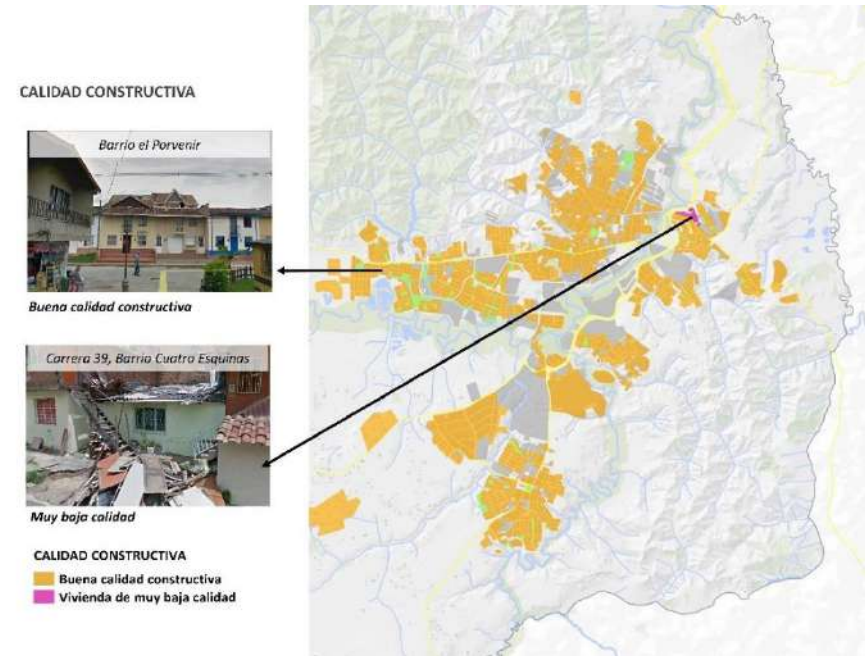 CALIDAD CONSTRUCTIVA
Barrio el Porvenir
Buena calidad constructiva
Carrera 39, Barrio Cuatro Esquinas
Muy baja calidad
CALIDAD CONSTRUCTIVA
Buena calidad constructiva
Vivienda de muy baja calidad